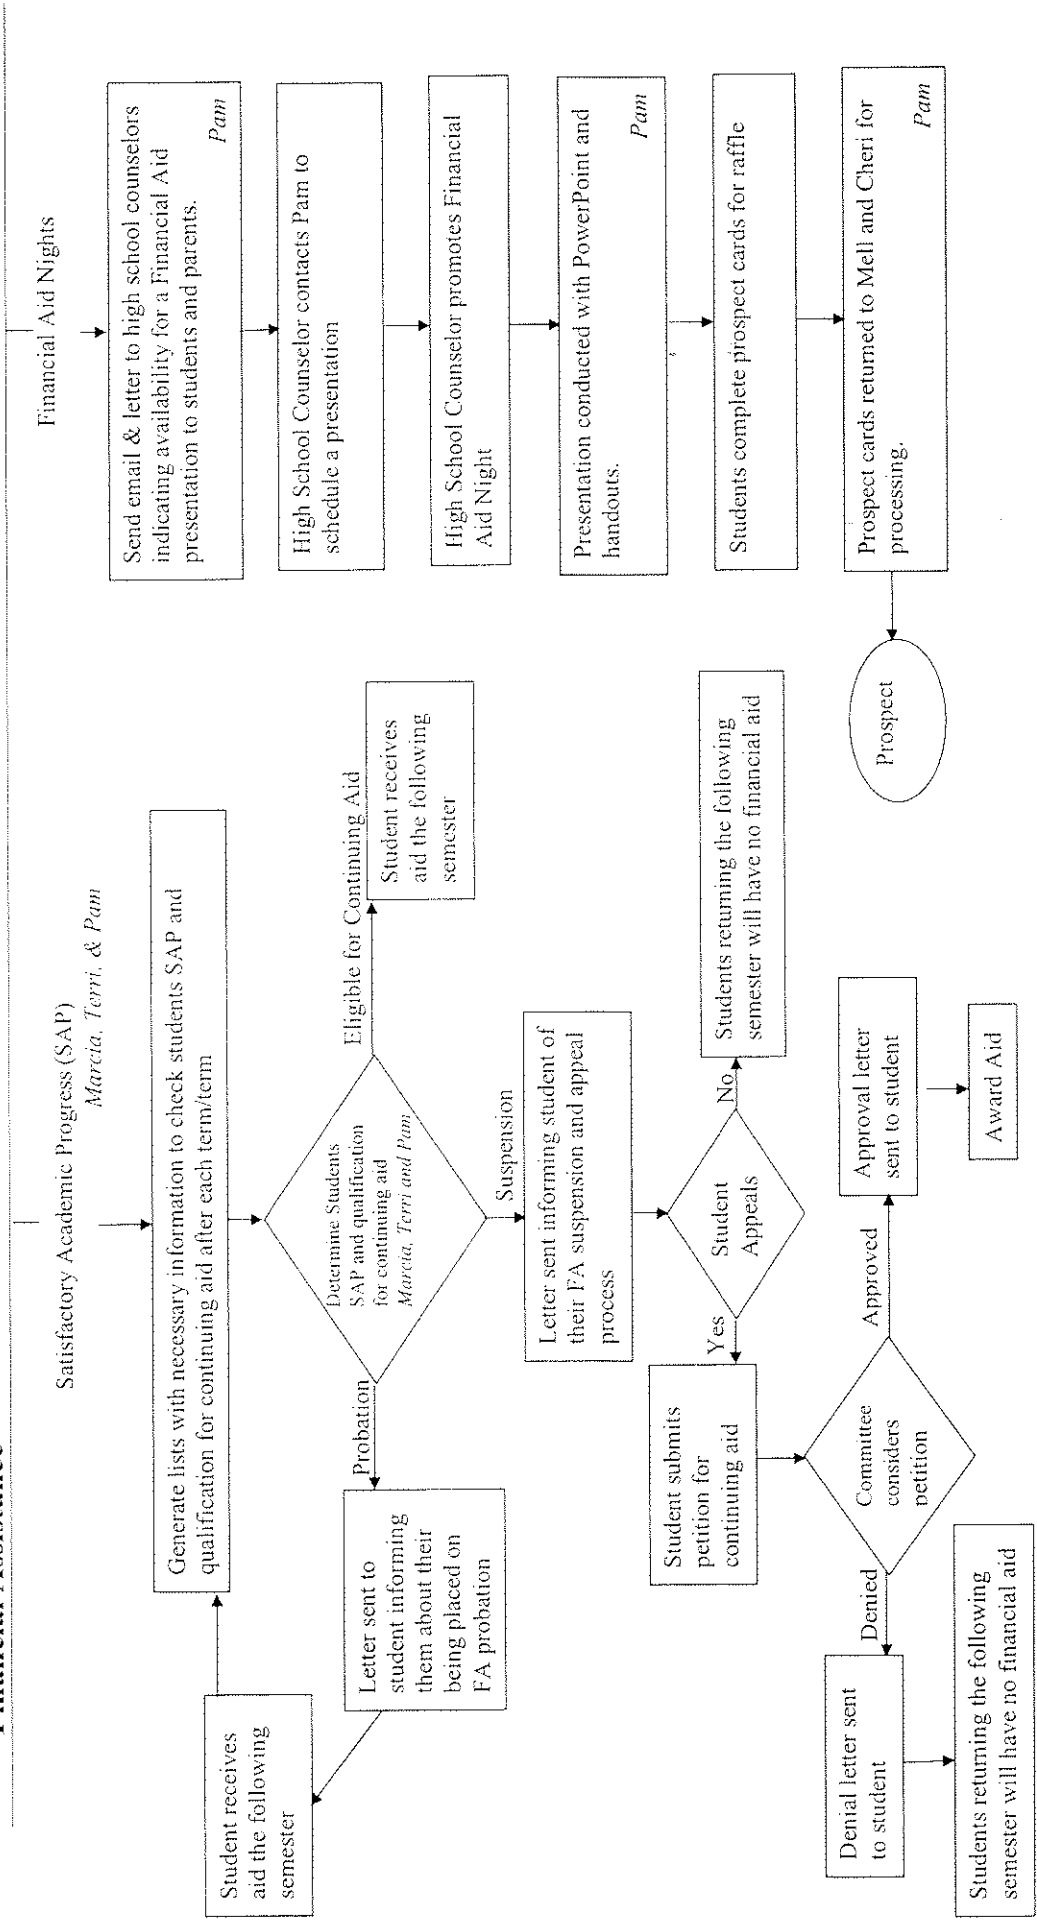 Financial Assistance
Satisfactory Academic Progress (SAP)
Marcia, Terri, & Pam
Generate lists with necessary information to check students SAP and
qualification for continuing aid after each term/term
Student receives
aid the following
semester
Determine Students
SAP and qualification
for continuing aid
Marcia, Terri and Pam
Probation
Letter sent to
student informing
them about their
being placed on
FA probation
Eligible for Continuing Aid
Student receives
aid the following
semester
Suspension
Letter sent informing student of
their FA suspension and appeal
process
Student
Appeals
Yes
No
Student submits
petition for
continuing aid
Students returning the following
semester will have no financial aid
Committee
considers
petition
Denied
Approved
Denial letter sent
to student
Students returning the following
semester will have no financial aid
Approval letter
sent to student
Award Aid
Financial Aid Nights
Send email & letter to high school counselors
indicating availability for a Financial Aid
presentation to students and parents.
Pam
High School Counselor contacts Pam to
schedule a presentation
High School Counselor promotes Financial
Aid Night
Presentation conducted with PowerPoint and
handouts.
Pam
Students complete prospect cards for raffle
Prospect cards returned to Mell and Cheri for
processing.
Pam
Prospect